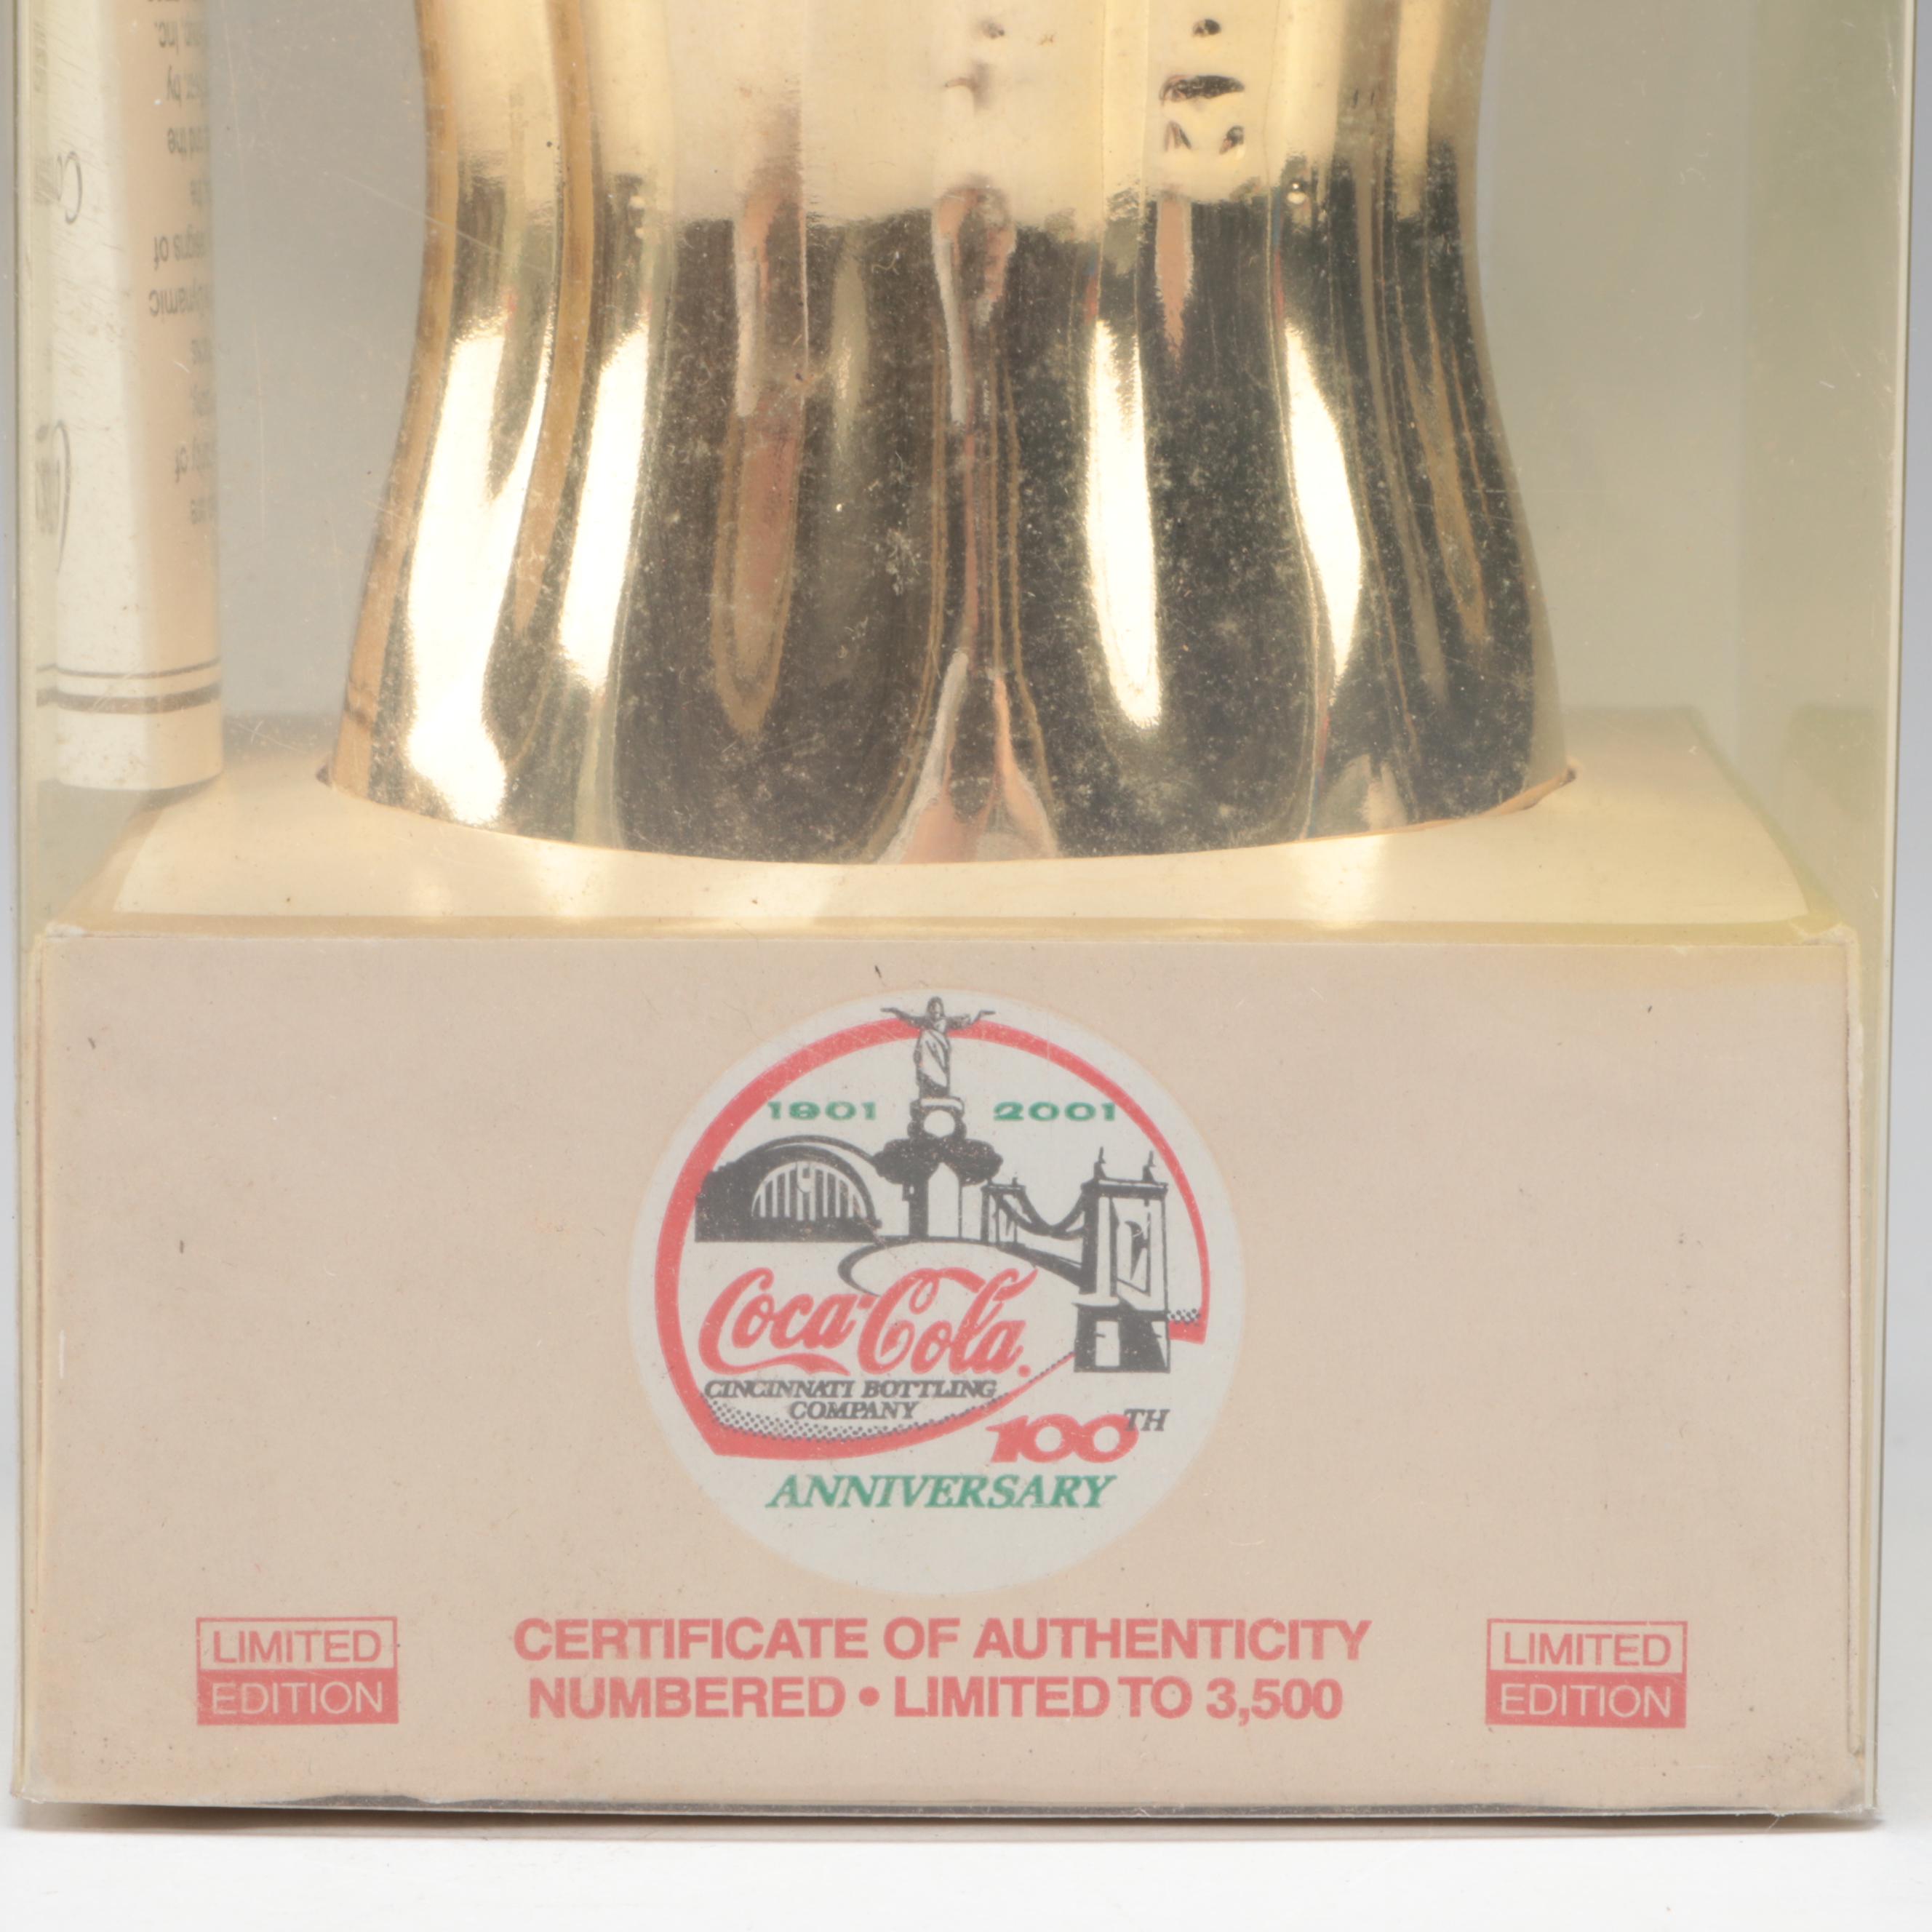 1901 2001
Coca-Cola
CINCINNATI BOTTLING
COMPANY
100TH
ANNIVERSARY
LIMITED
EDITION
CERTIFICATE OF AUTHENTICITY
NUMBERED • LIMITED TO 3,500
LIMITED
EDITION